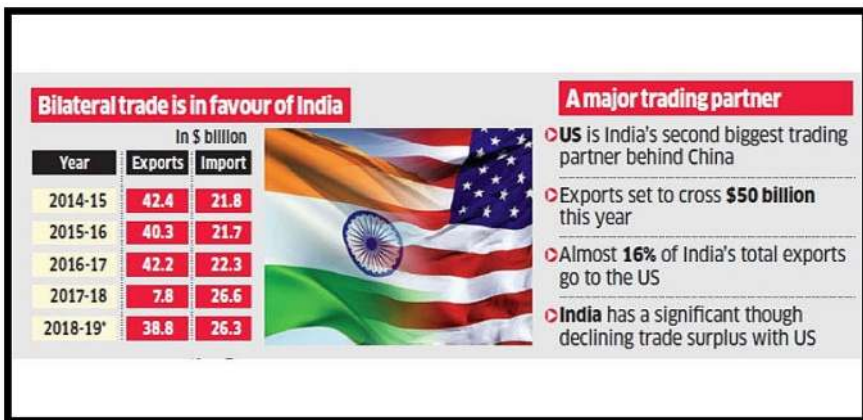 Bilateral trade is in favour of India
In $ billion
Year Exports Import
2014-15 42.4 21.8
2015-16 40.3 21.7
2016-17 42.2 22.3
2017-18 7.8 26.6
2018-19* 38.8 26.3
A major trading partner
US is India's second biggest trading
partner behind China
Exports set to cross $50 billion
this year
Almost 16% of India's total exports
go to the US
India has a significant though
declining trade surplus with US